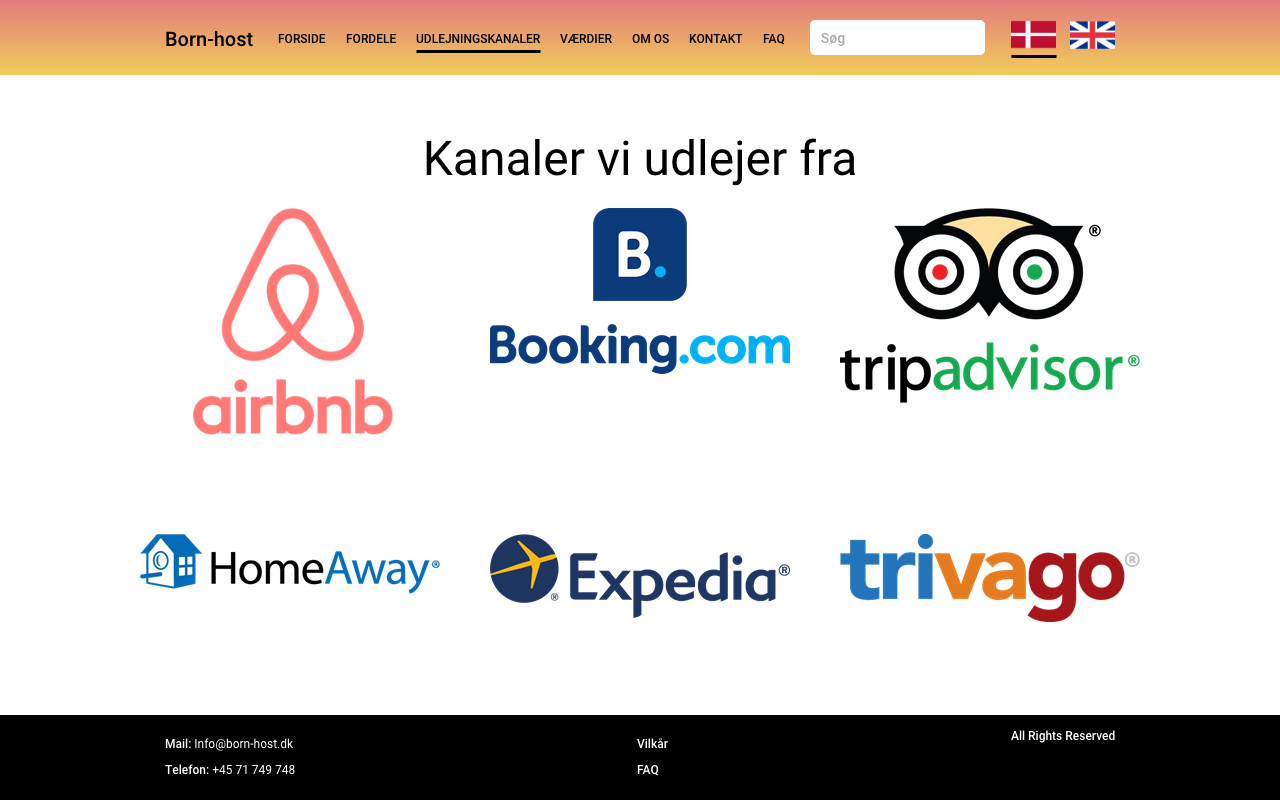 Born-host FORSIDE FORDELE UDLEJNINGSKANALER VÆRDIER OM OS KONTAKT FAQ Søg
Kanaler vi udlejer fra
airbnb
B.
Booking.com
®
tripadvisor®
HomeAway®
®Expedia®
trivago®
Mail: Info@born-host.dk
Telefon: +45 71 749 748
Vilkår
FAQ
All Rights Reserved